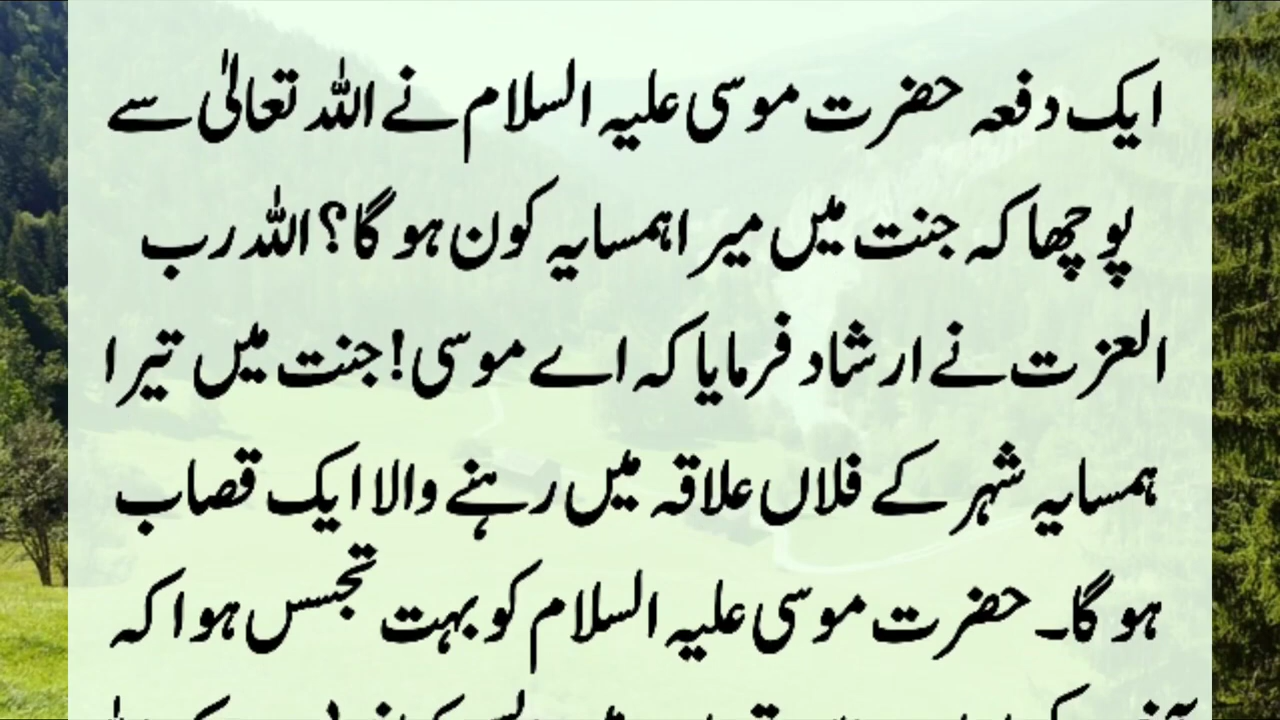 ایک دفعہ حضرت موسی علیہ السلام نے اللہ تعالیٰ سے
پوچھا کہ جنت میں میرا ہمسایہ کون ہو گا؟ اللہ رب
العزت نے ارشاد فرمایا کہ اے موسی! جنت میں تیرا
ہمسایہ شہر کے فلاں علاقہ میں رہنے والا ایک قصاب
ہو گا۔ حضرت موسی علیہ السلام کو بہت تجسس ہوا کہ